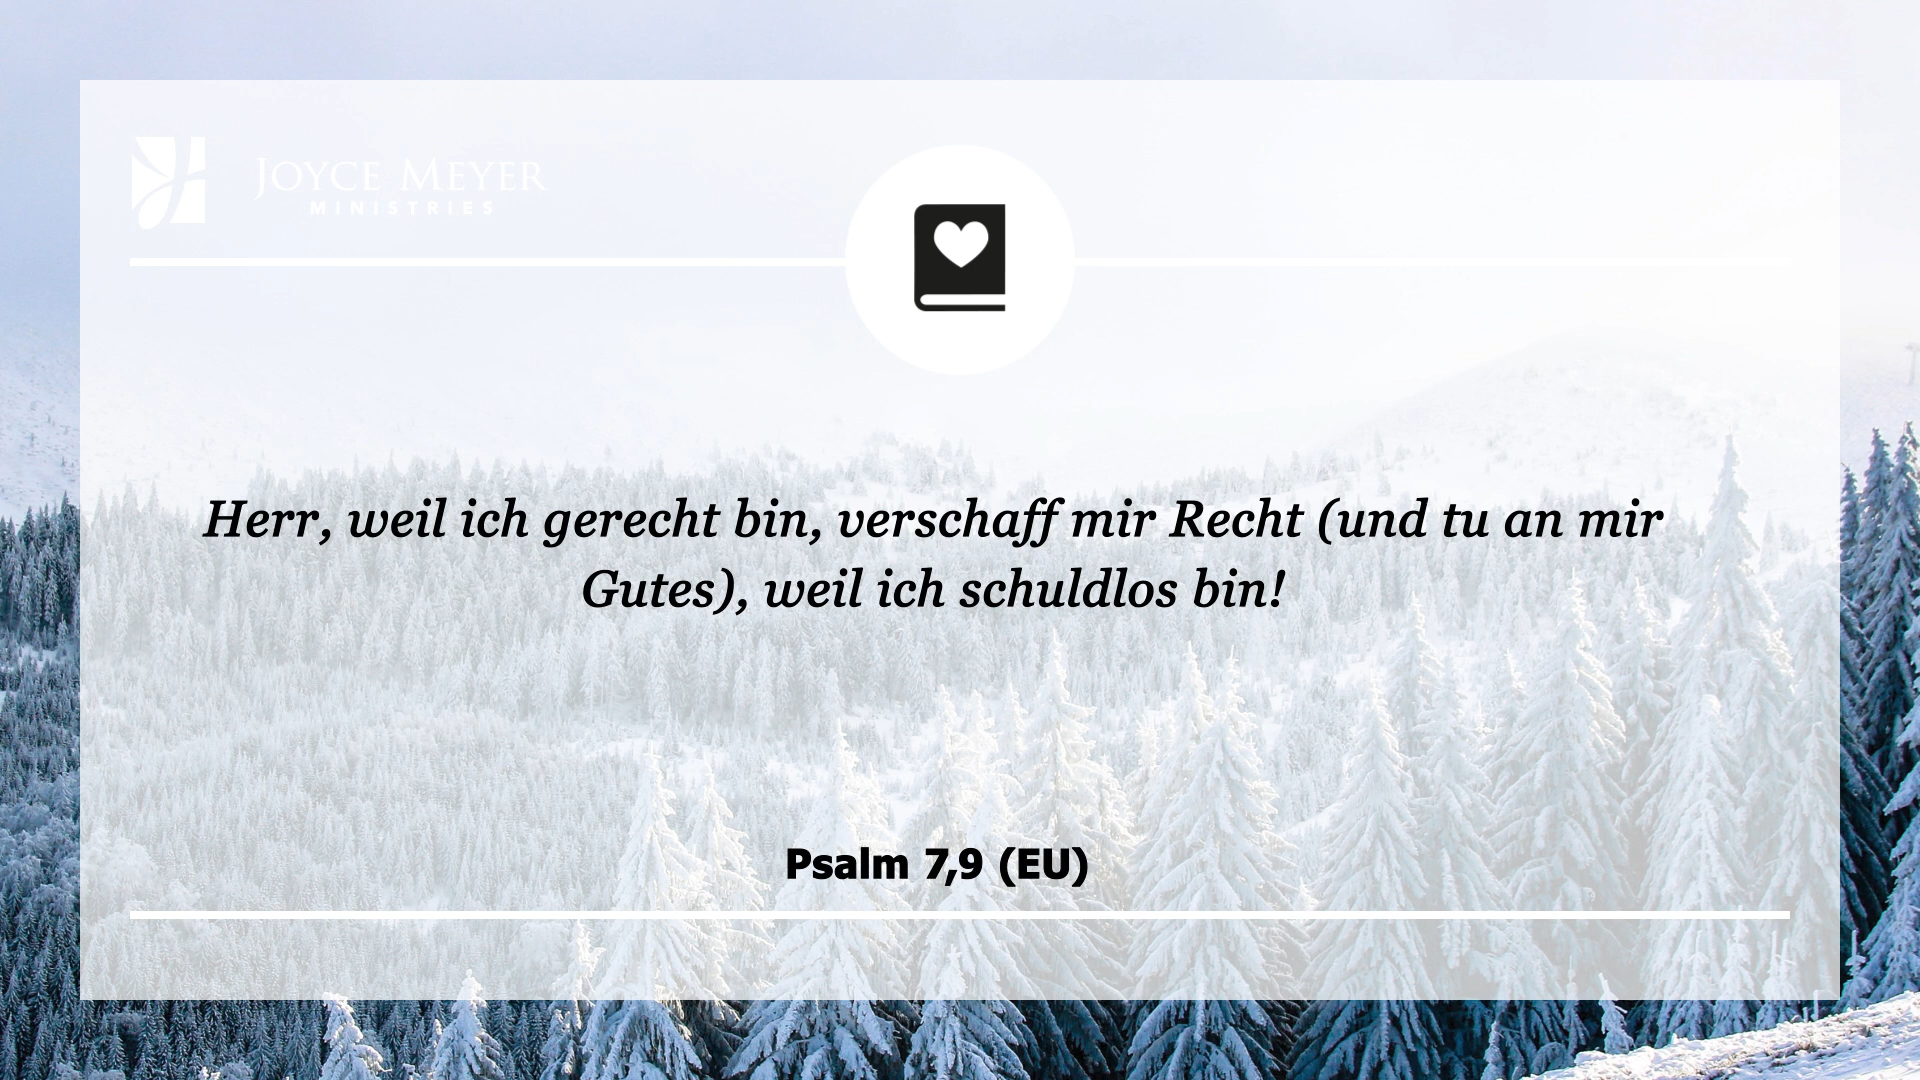 JOYCE MEYER
MINISTRIES
Herr, weil ich gerecht bin, verschaff mir Recht (und tu an mir
Gutes), weil ich schuldlos bin!
Psalm 7,9 (EU)